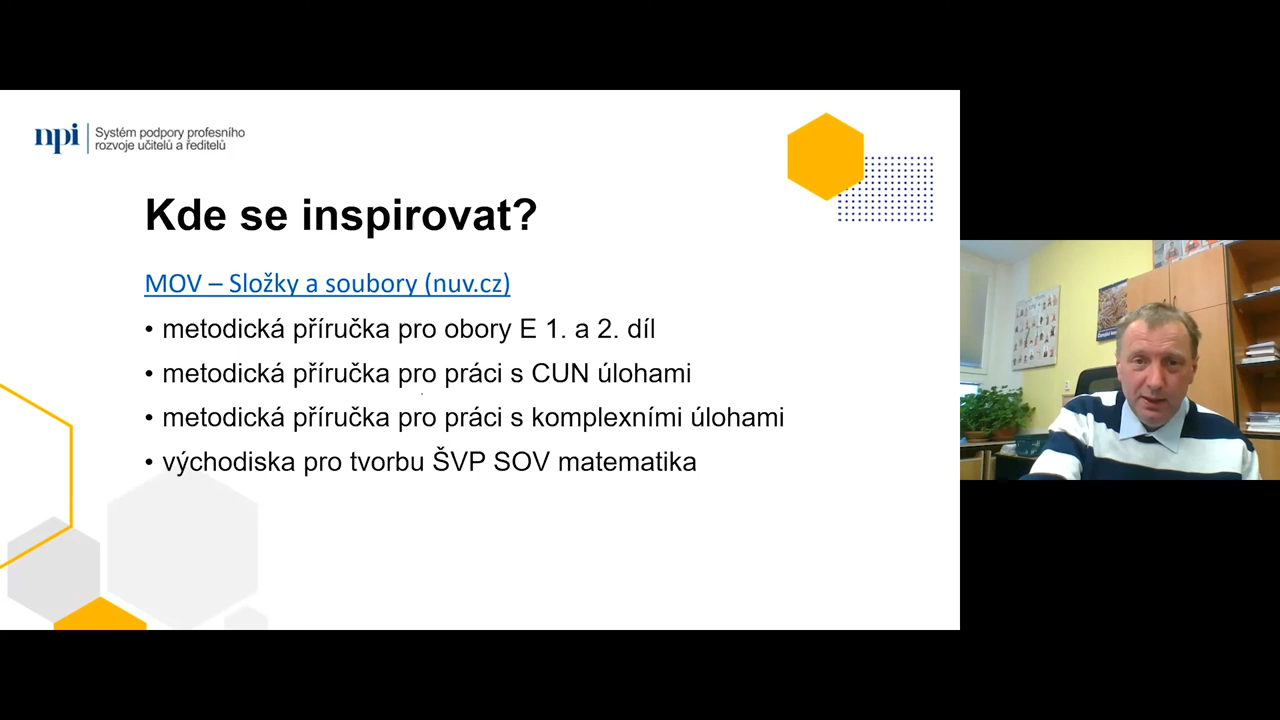 npi
Systém podpory profesního
rozvoje učitelů a ředitelů
Kde se inspirovat?
MOV – Složky a soubory (nuv.cz)
• metodická příručka pro obory E 1. a 2. díl
• metodická příručka pro práci s CUN úlohami
• metodická příručka pro práci s komplexními úlohami
• východiska pro tvorbu ŠVP SOV matematika